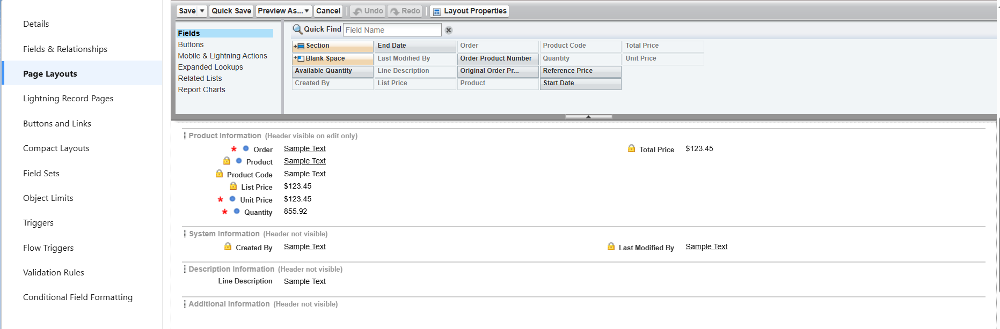 Details
Fields & Relationships
Page Layouts
Lightning Record Pages
Buttons and Links
Compact Layouts
Field Sets
Object Limits
Triggers
Flow Triggers
Validation Rules
Conditional Field Formatting
Save Quick Save Preview As... Cancel Undo Redo Layout Properties
Fields
Buttons
Mobile & Lightning Actions
Expanded Lookups
Related Lists
Report Charts
Quick Find Field Name
Section End Date Order Product Code Total Price
Blank Space Last Modified By Order Product Number Quantity Unit Price
Available Quantity Line Description Original Order Pr... Reference Price
Created By List Price Product Start Date
Product Information (Header visible on edit only)
* Order Sample Text Total Price $123.45
Product Sample Text
Product Code Sample Text
List Price $123.45
* Unit Price $123.45
* Quantity 855.92
System Information (Header not visible)
Created By Sample Text Last Modified By Sample Text
Description Information (Header not visible)
Line Description Sample Text
Additional Information (Header not visible)